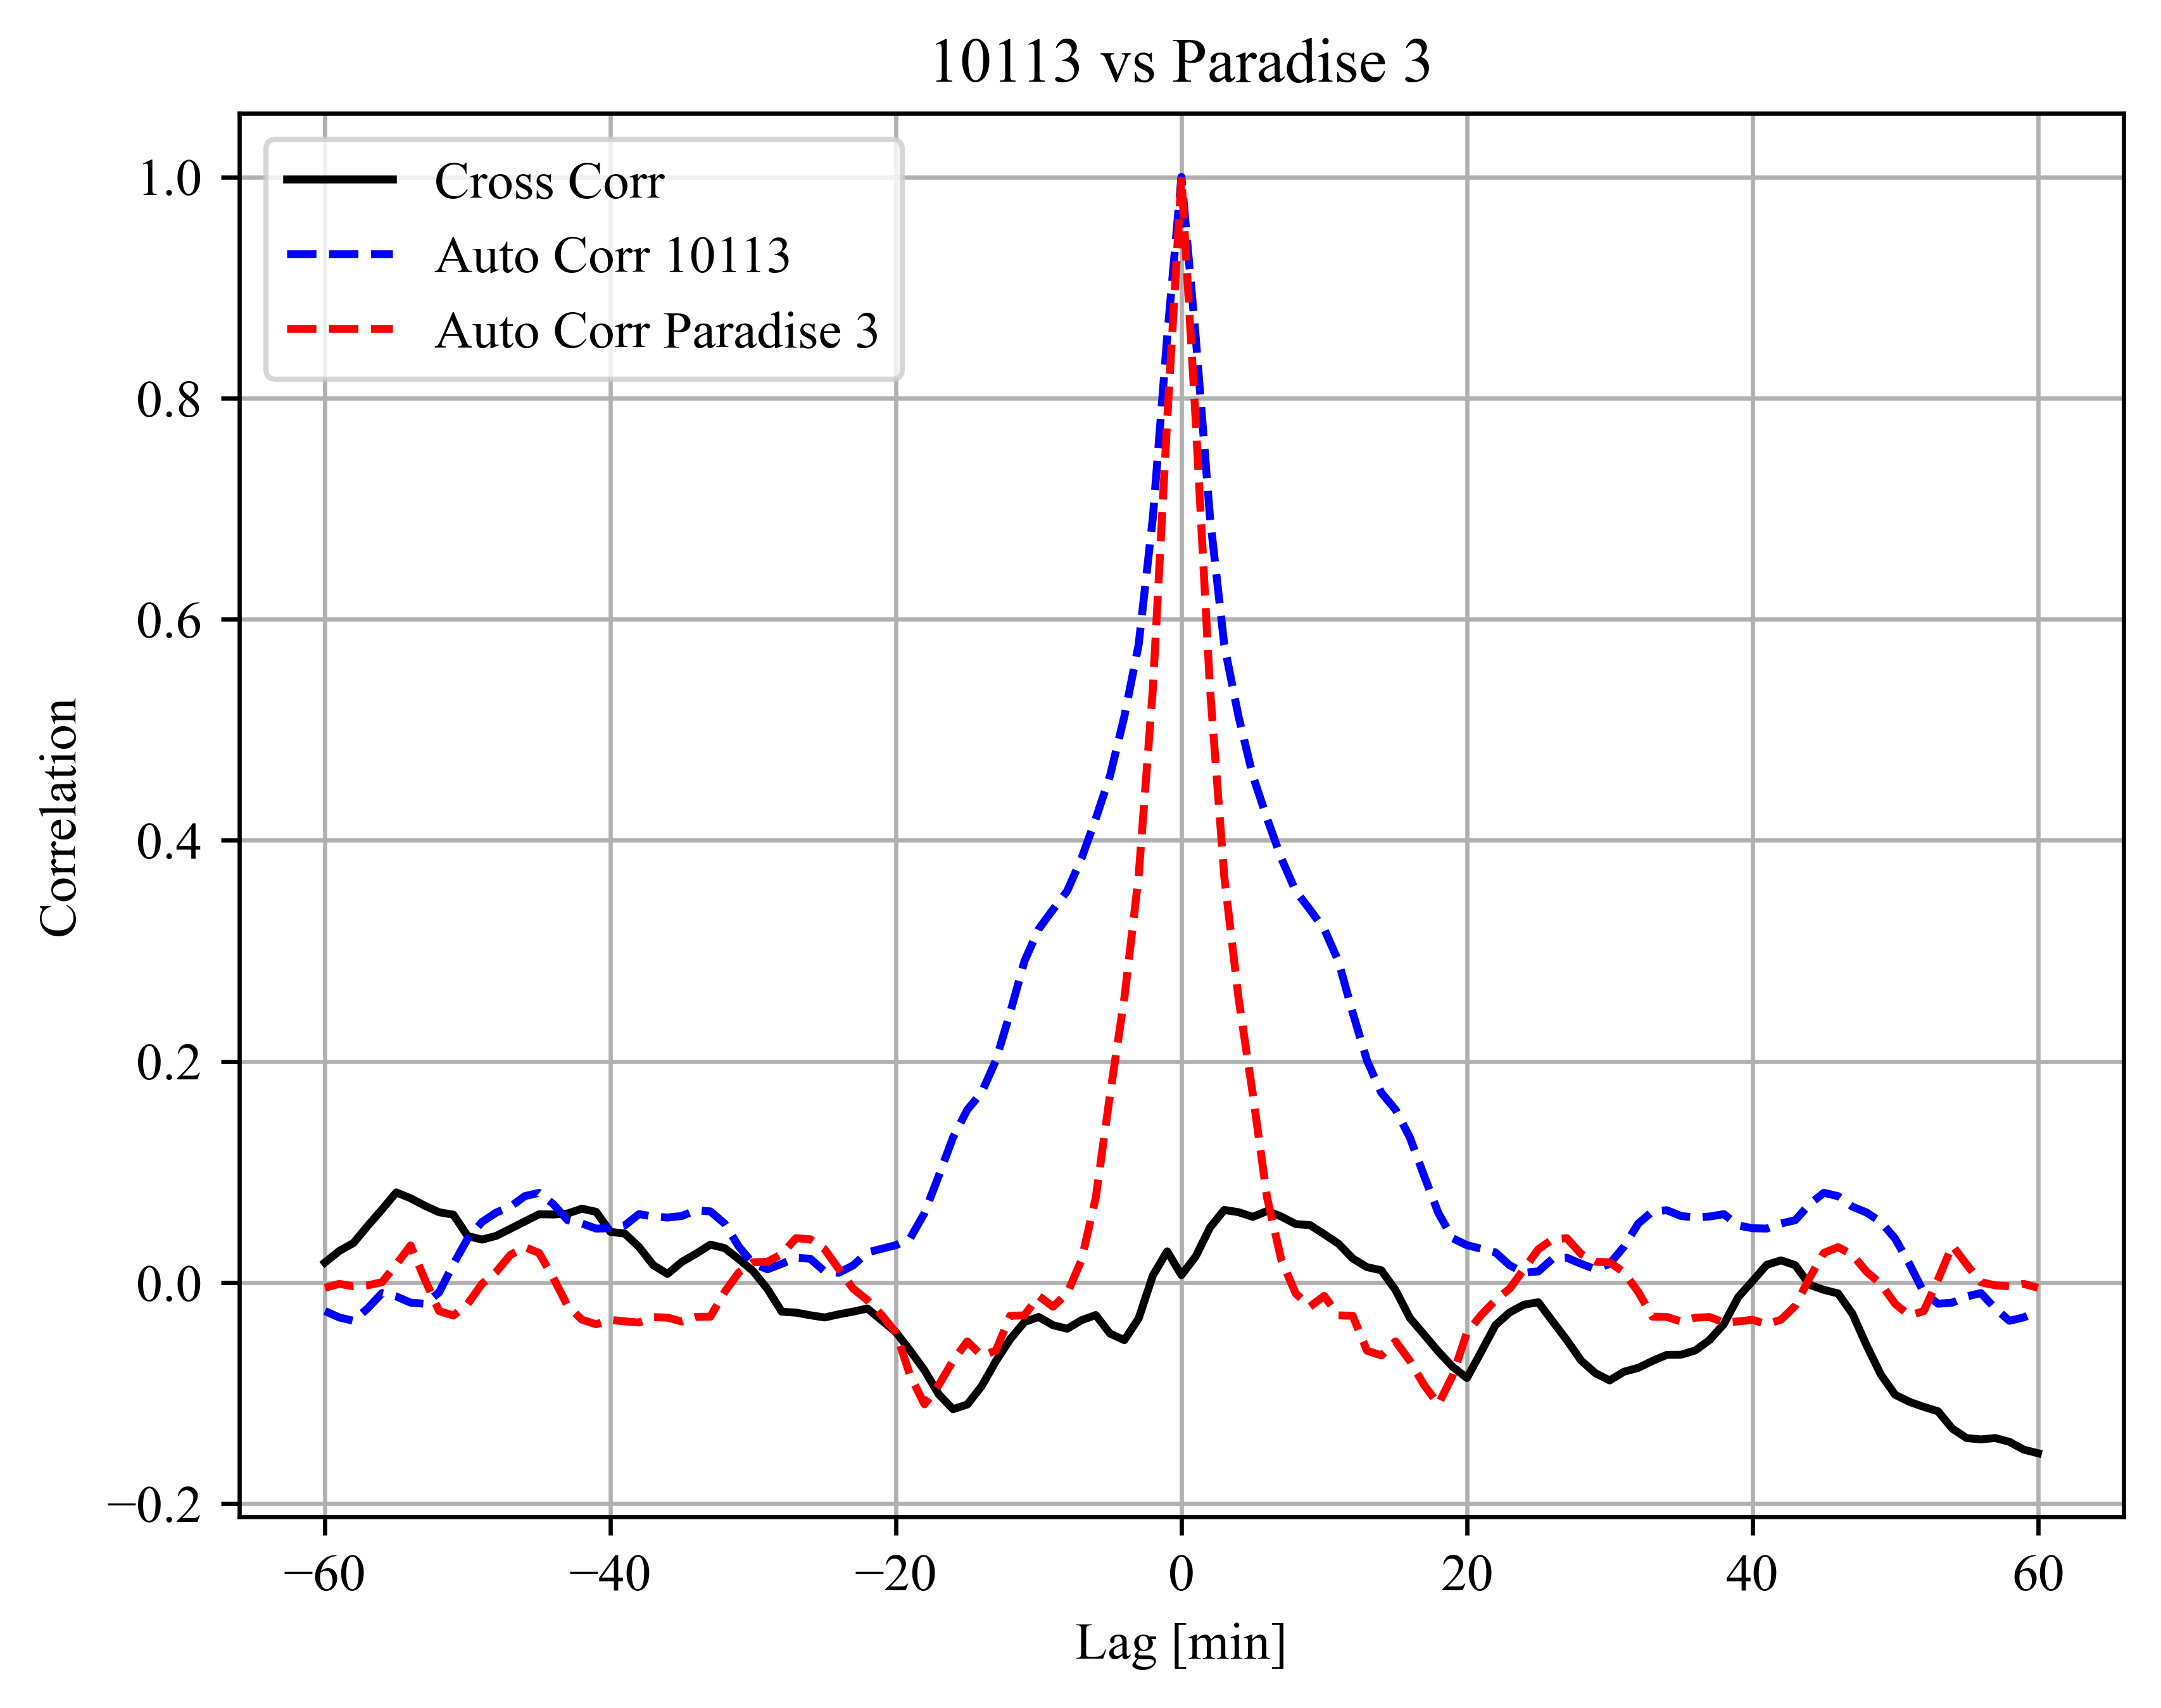 10113 vs Paradise 3
Cross Corr
Auto Corr 10113
Auto Corr Paradise 3
1.0
0.8
0.6
0.4
0.2
0.0
−0.2
Correlation
−60 −40 −20 0 20 40 60
Lag [min]